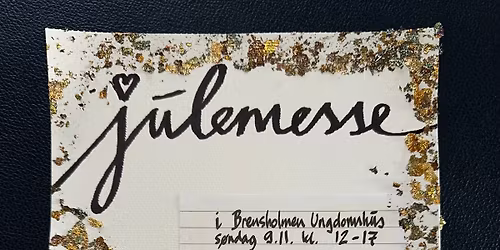 julemesse
i Brensholmen Ungdomshus
søndag 9.11. kl. 12-17